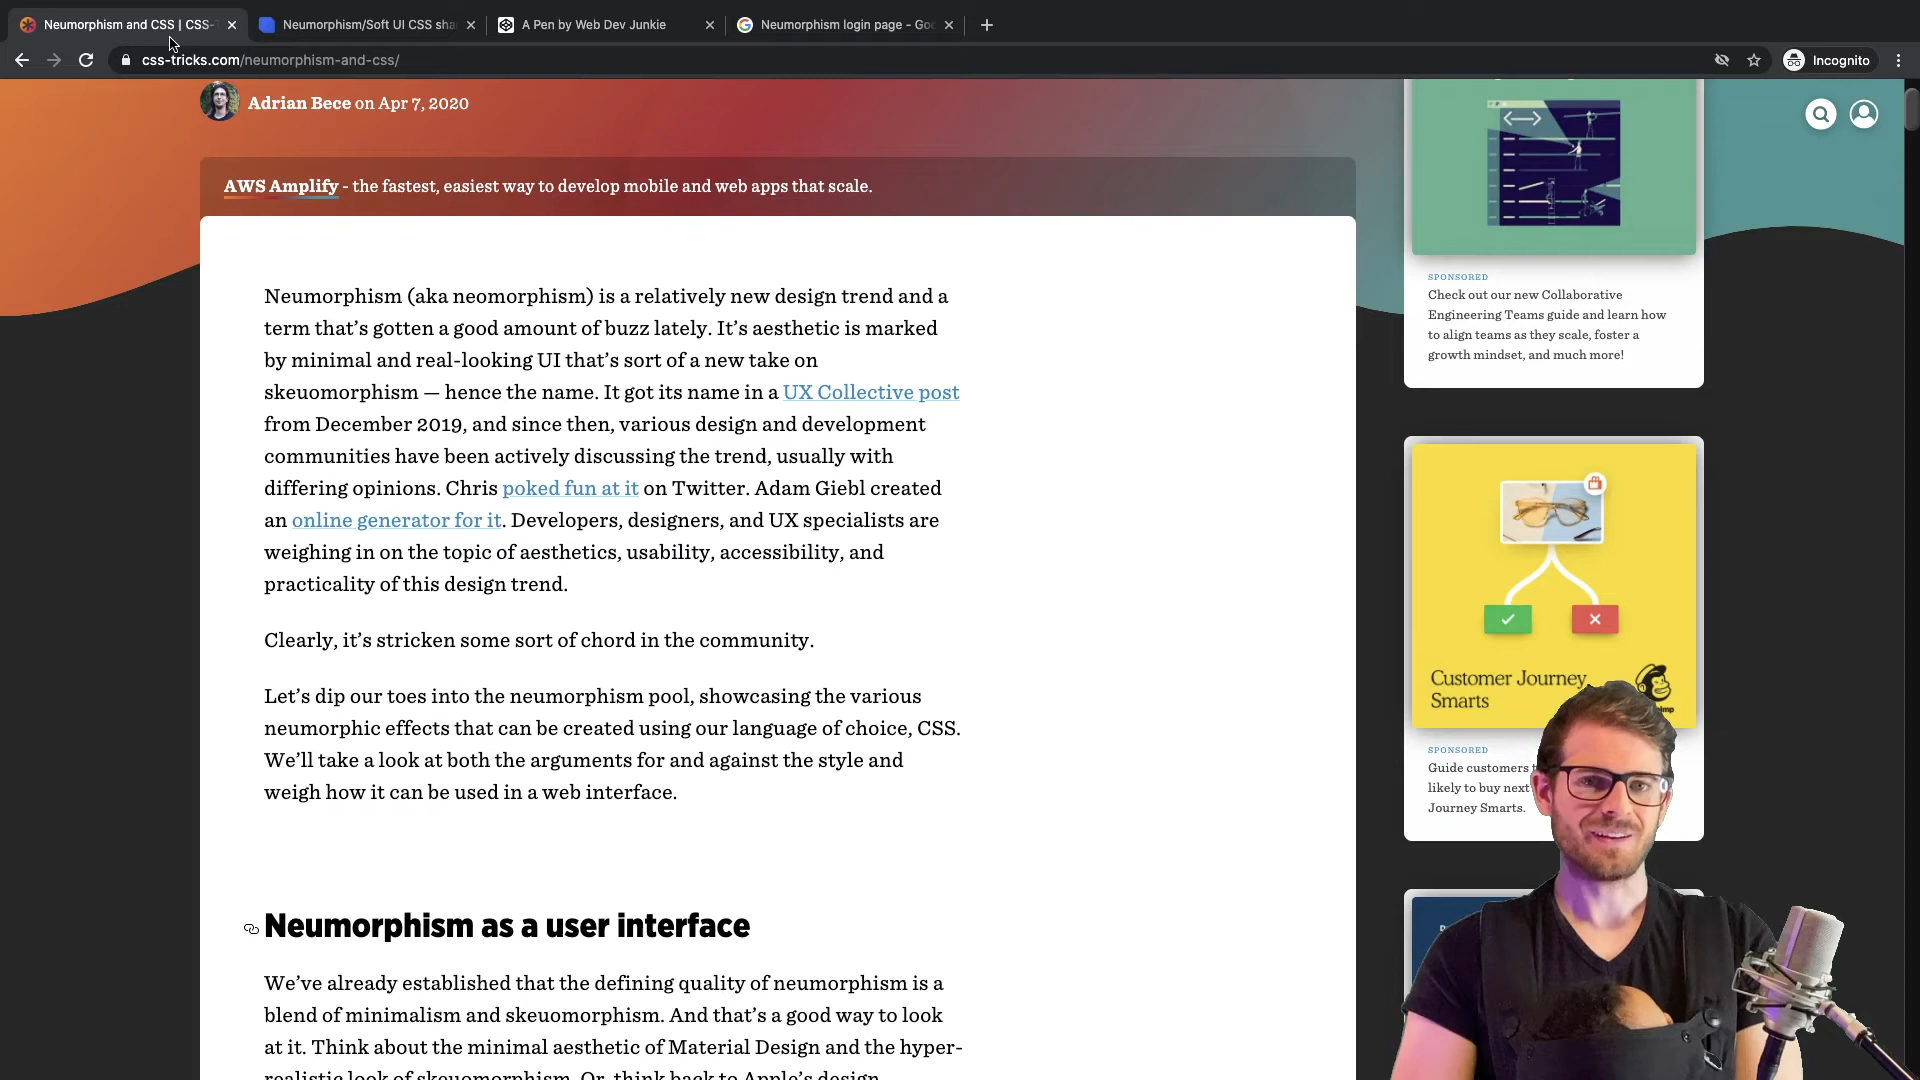 Neumorphism and CSS | CSS-
Neumorphism/Soft UI CSS sha
A Pen by Web Dev Junkie
Neumorphism login page - Goo
css-tricks.com/neumorphism-and-css/
Incognito
Adrian Bece on Apr 7, 2020
AWS Amplify - the fastest, easiest way to develop mobile and web apps that scale.
Neumorphism (aka neomorphism) is a relatively new design trend and a
term that’s gotten a good amount of buzz lately. It’s aesthetic is marked
by minimal and real-looking UI that’s sort of a new take on
skeuomorphism — hence the name. It got its name in a UX Collective post
from December 2019, and since then, various design and development
communities have been actively discussing the trend, usually with
differing opinions. Chris poked fun at it on Twitter. Adam Giebl created
an online generator for it. Developers, designers, and UX specialists are
weighing in on the topic of aesthetics, usability, accessibility, and
practicality of this design trend.
Clearly, it’s stricken some sort of chord in the community.
Let’s dip our toes into the neumorphism pool, showcasing the various
neumorphic effects that can be created using our language of choice, CSS.
We’ll take a look at both the arguments for and against the style and
weigh how it can be used in a web interface.
Neumorphism as a user interface
We’ve already established that the defining quality of neumorphism is a
blend of minimalism and skeuomorphism. And that’s a good way to look
at it. Think about the minimal aesthetic of Material Design and the hyper-
realistic look of skeuomorphism. Or, think back to Apple’s design
SPONSORED
Check out our new Collaborative
Engineering Teams guide and learn how
to align teams as they scale, foster a
growth mindset, and much more!
Customer Journey
Smarts
SPONSORED
Guide customers
likely to buy next
Journey Smarts.